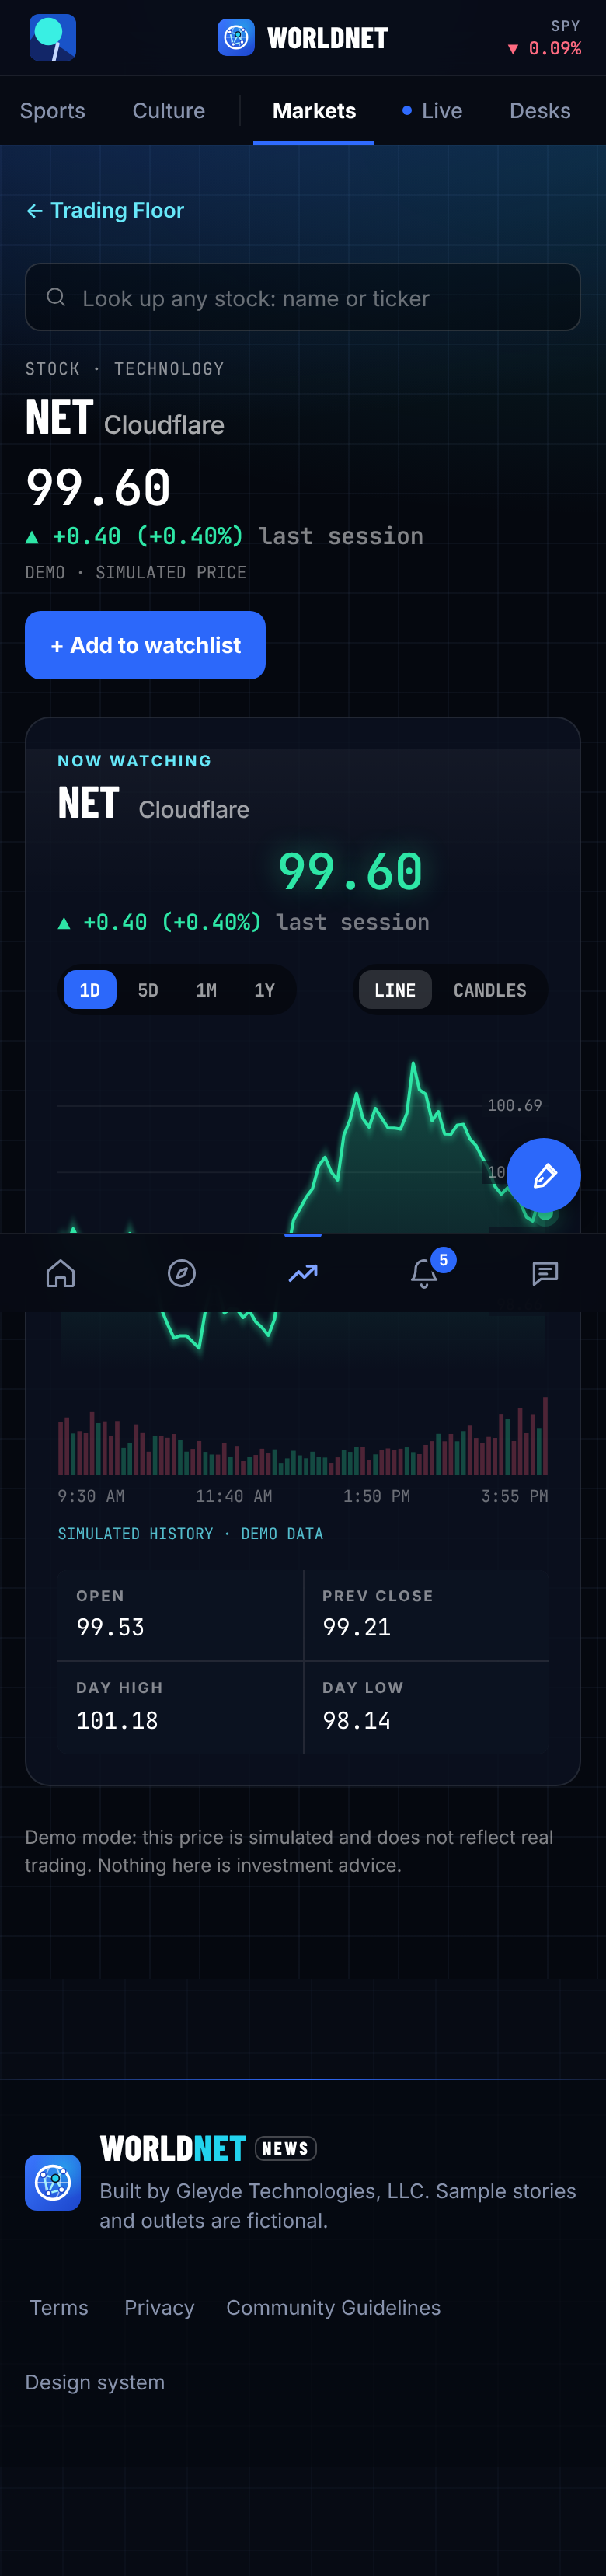 WORLDNET
SPY
▼ 0.09%
Sports Culture Markets Live Desks
← Trading Floor
Look up any stock: name or ticker
STOCK · TECHNOLOGY
NET Cloudflare
99.60
▲ +0.40 (+0.40%) last session
DEMO · SIMULATED PRICE
+ Add to watchlist
NOW WATCHING
NET Cloudflare
99.60
▲ +0.40 (+0.40%) last session
1D 5D 1M 1Y LINE CANDLES
100.69
5
9:30 AM 11:40 AM 1:50 PM 3:55 PM
SIMULATED HISTORY · DEMO DATA
OPEN PREV CLOSE
99.53 99.21
DAY HIGH DAY LOW
101.18 98.14
Demo mode: this price is simulated and does not reflect real
trading. Nothing here is investment advice.
WORLDNET NEWS
Built by Gleyde Technologies, LLC. Sample stories
and outlets are fictional.
Terms Privacy Community Guidelines
Design system